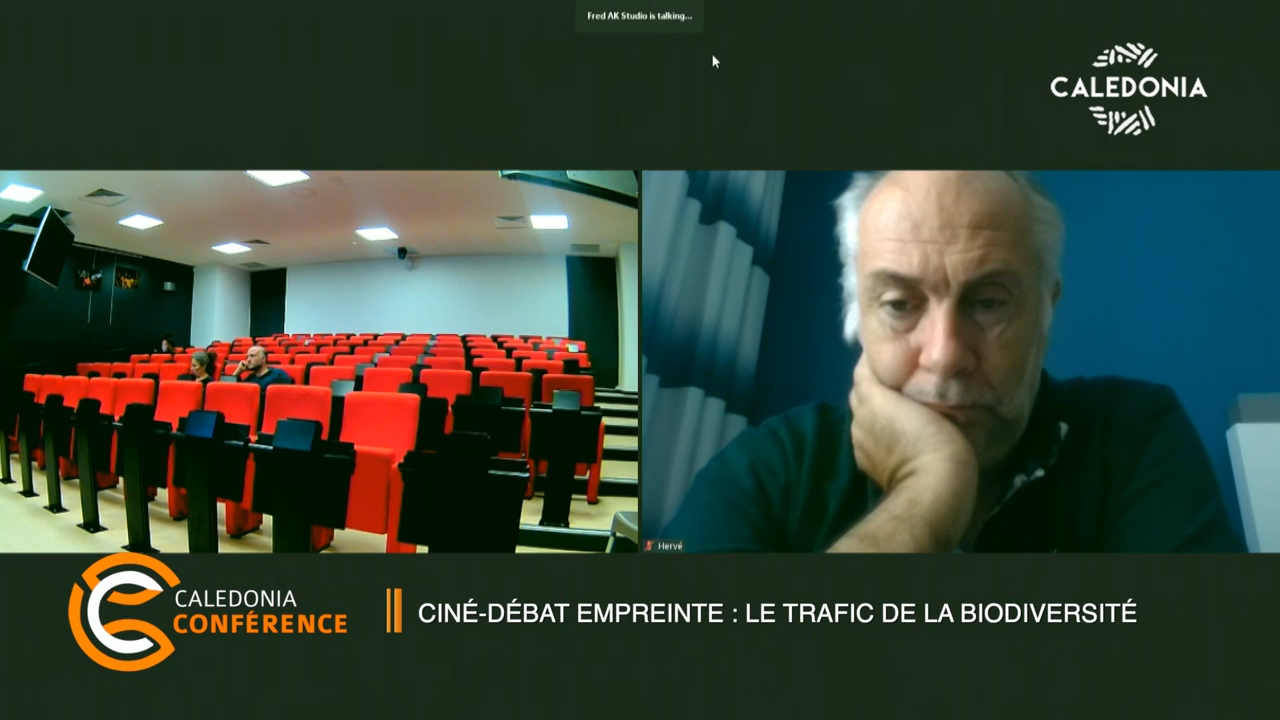 Fred AK Studio is talking...
CALEDONIA
Hervé
CALEDONIA
CONFÉRENCE
CINÉ-DÉBAT EMPREINTE : LE TRAFIC DE LA BIODIVERSITÉ